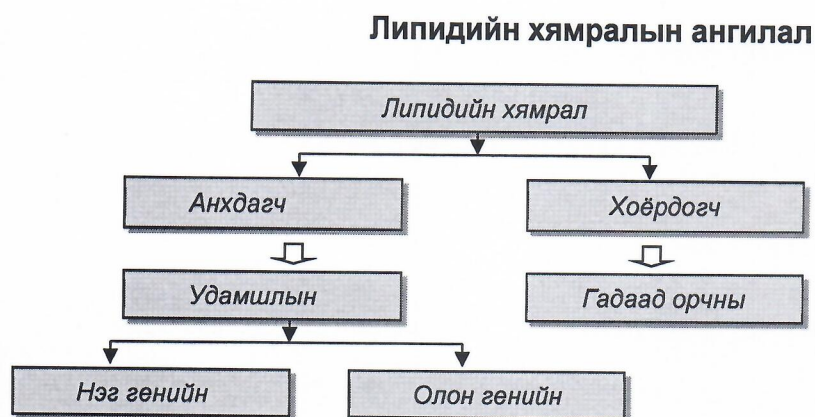 Липидийн хямралын ангилал
Липидийн хямрал
Анхдагч
Хоёрдогч
Удамшлын
Гадаад орчны
Нэг генийн
Олон генийн